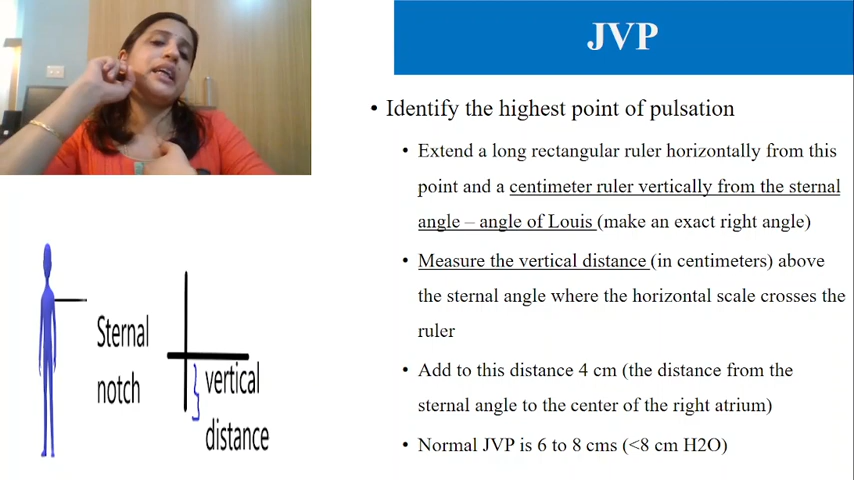 JVP
• Identify the highest point of pulsation
• Extend a long rectangular ruler horizontally from this
point and a centimeter ruler vertically from the sternal
angle – angle of Louis (make an exact right angle)
• Measure the vertical distance (in centimeters) above
the sternal angle where the horizontal scale crosses the
ruler
• Add to this distance 4 cm (the distance from the
sternal angle to the center of the right atrium)
• Normal JVP is 6 to 8 cms (<8 cm H2O)
Sternal
notch
vertical
distance